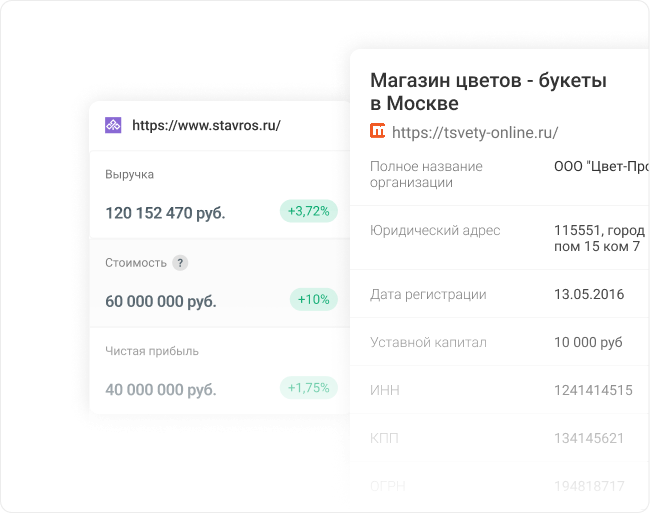 https://www.stavros.ru/
Выручка
120 152 470 руб.
+3,72%
Стоимость ?
60 000 000 руб.
+10%
Чистая прибыль
40 000 000 руб.
+1,75%
Магазин цветов - букеты
в Москве
https://tsvety-online.ru/
Полное название
организации
ООО "Цвет-Про
Юридический адрес
115551, город
пом 15 ком 7
Дата регистрации
13.05.2016
Уставной капитал
10 000 руб
ИНН
1241414515
КПП
134145621
ОГРН
194818717